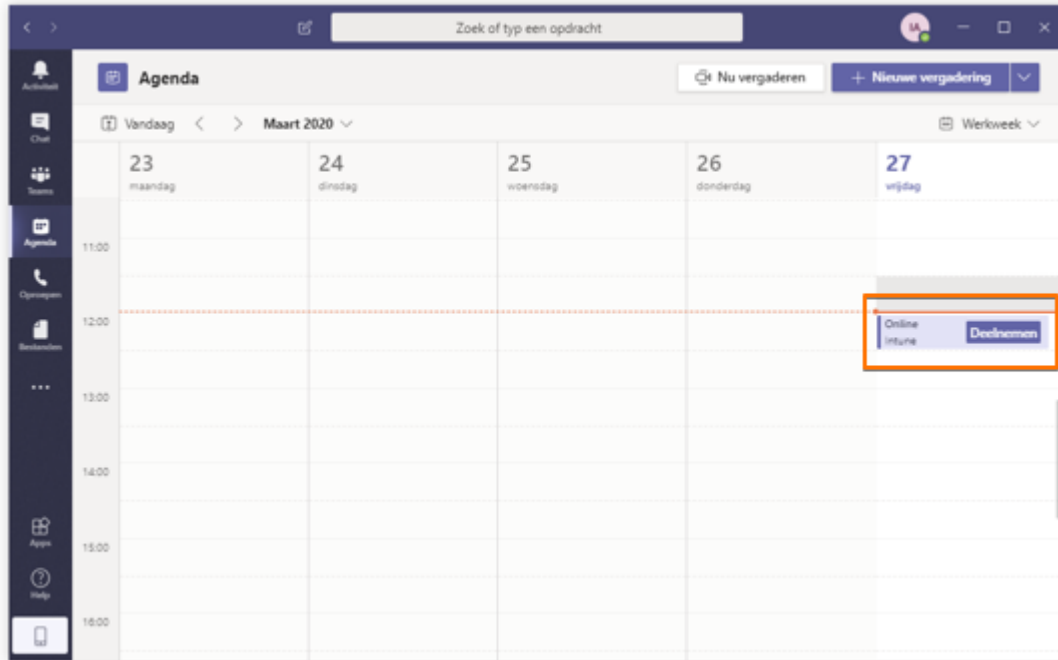 Zoek of typ een opdracht
IA
Activiteit
Chat
Teams
Agenda
Oproepen
Bestanden
Apps
Help
Agenda
Nu vergaderen
+ Nieuwe vergadering
Vandaag
Maart 2020
Werkweek
23
maandag
24
dinsdag
25
woensdag
26
donderdag
27
vrijdag
11:00
12:00
13:00
14:00
15:00
16:00
Online
Intune
Deelnemen